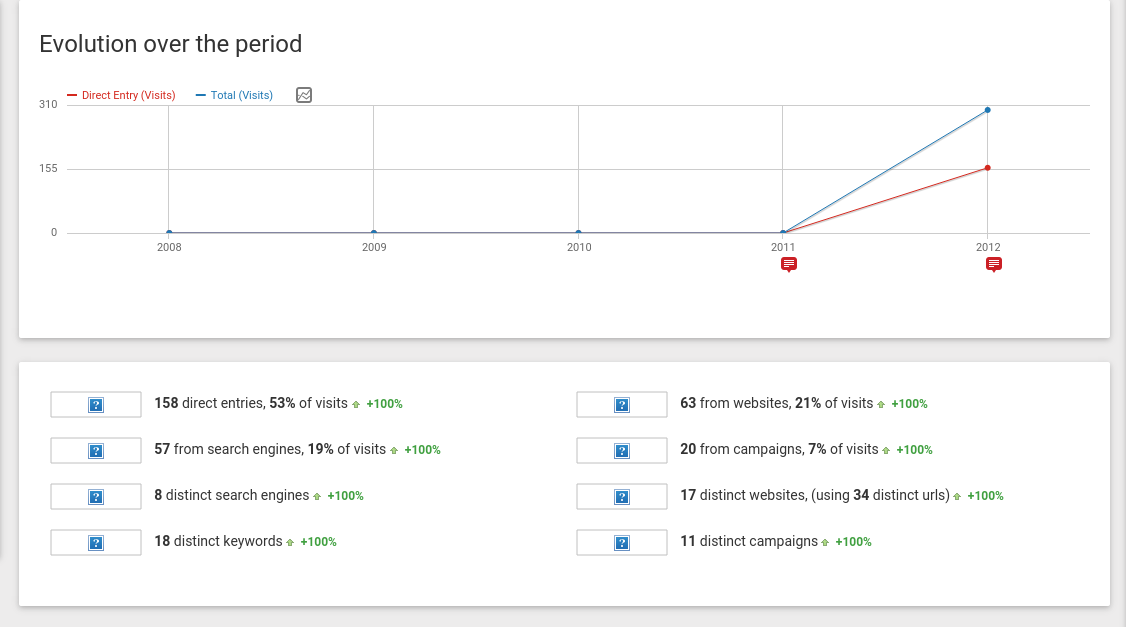 Evolution over the period
Direct Entry (Visits) Total (Visits)
310
155
0
2008 2009 2010 2011 2012
? 158 direct entries, 53% of visits +100%
? 63 from websites, 21% of visits +100%
? 57 from search engines, 19% of visits +100%
? 20 from campaigns, 7% of visits +100%
? 8 distinct search engines +100%
? 17 distinct websites, (using 34 distinct urls) +100%
? 18 distinct keywords +100%
? 11 distinct campaigns +100%